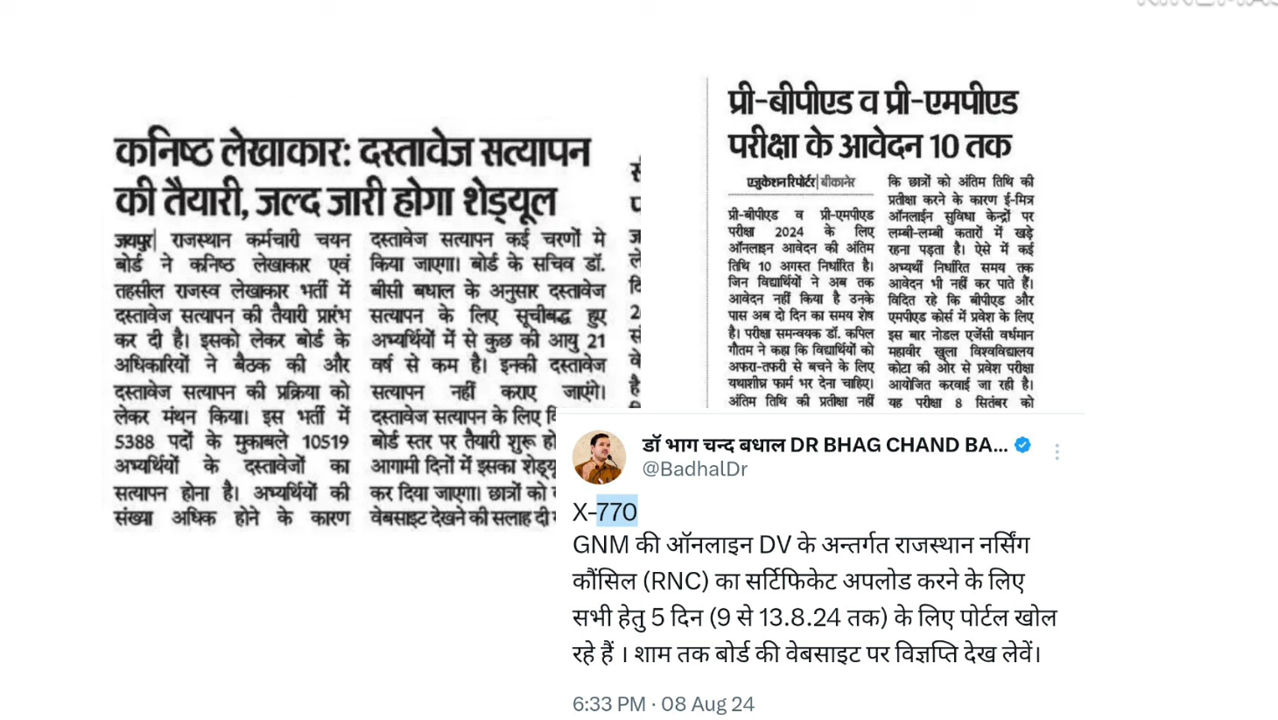 कनिष्ठ लेखाकार: दस्तावेज सत्यापन
की तैयारी, जल्द जारी होगा शेड्यूल
जयपुर| राजस्थान कर्मचारी चयन
बोर्ड ने कनिष्ठ लेखाकार एवं
तहसील राजस्व लेखाकार भर्ती में
दस्तावेज सत्यापन की तैयारी प्रारंभ
कर दी है। इसको लेकर बोर्ड के
अधिकारियों ने बैठक की और
दस्तावेज सत्यापन की प्रक्रिया को
लेकर मंथन किया। इस भर्ती में
5388 पदों के मुकाबले 10519
अभ्यर्थियों के दस्तावेजों का
सत्यापन होना है। अभ्यर्थियों की
संख्या अधिक होने के कारण
दस्तावेज सत्यापन कई चरणों मे
किया जाएगा। बोर्ड के सचिव डॉ.
बीसी बधाल के अनुसार दस्तावेज
सत्यापन के लिए सूचीबद्ध हुए
अभ्यर्थियों में से कुछ की आयु 21
वर्ष से कम है। इनकी दस्तावेज
सत्यापन नहीं कराए जाएंगे।
दस्तावेज सत्यापन के लिए
बोर्ड स्तर पर तैयारी शुरू हो
आगामी दिनों में इसका शेड्यू
कर दिया जाएगा। छात्रों को
वेबसाइट देखने की सलाह दी
प्री-बीपीएड व प्री-एमपीएड
परीक्षा के आवेदन 10 तक
एजुकेशन रिपोर्टर| बीकानेर
प्री-बीपीएड व प्री-एमपीएड
परीक्षा 2024 के लिए
ऑनलाइन आवेदन की अंतिम
तिथि 10 अगस्त निर्धारित है।
जिन विद्यार्थियों ने अब तक
आवेदन नहीं किया है उनके
पास अब दो दिन का समय शेष
है। परीक्षा समन्वयक डॉ. कपिल
गौतम ने कहा कि विद्यार्थियों को
अफरा-तफरी से बचने के लिए
यथाशीघ्र फार्म भर देना चाहिए।
अंतिम तिथि की प्रतीक्षा नहीं
कि छात्रों को अंतिम तिथि की
प्रतीक्षा करने के कारण ई-मित्र
ऑनलाईन सुविधा केन्द्रों पर
लम्बी-लम्बी कतारों में खड़े
रहना पड़ता है। ऐसे में कई
अभ्यर्थी निर्धारित समय तक
आवेदन भी नहीं कर पाते हैं।
विदित रहे कि बीपीएड और
एमपीएड कोर्स में प्रवेश के लिए
इस बार नोडल एजेंसी वर्धमान
महावीर खुला विश्वविद्यालय
कोटा की ओर से प्रवेश परीक्षा
आयोजित करवाई जा रही है।
यह परीक्षा 8 सितंबर को
डॉ भाग चन्द बधाल DR BHAG CHAND BA...
@BadhalDr
X-770
GNM की ऑनलाइन DV के अन्तर्गत राजस्थान नर्सिंग
कौंसिल (RNC) का सर्टिफिकेट अपलोड करने के लिए
सभी हेतु 5 दिन (9 से 13.8.24 तक) के लिए पोर्टल खोल
रहे हैं । शाम तक बोर्ड की वेबसाइट पर विज्ञप्ति देख लेवें।
6:33 PM · 08 Aug 24